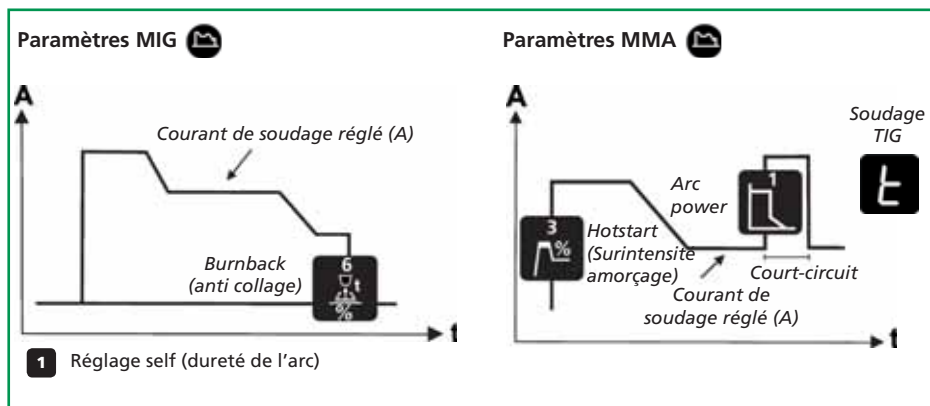 Paramètres MIG
A
Courant de soudage réglé (A)
Burnback
(anti collage)
6
t
%
t
1 Réglage self (dureté de l'arc)
Paramètres MMA
A
Soudage
TIG
t
1
Arc
power
3
%
Hotstart
(Surintensite
amorçage)
Court-circuit
Courant de
soudage réglé (A)
t